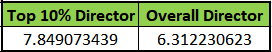 Top 10% Director Overall Director
7.849073439 6.312230623